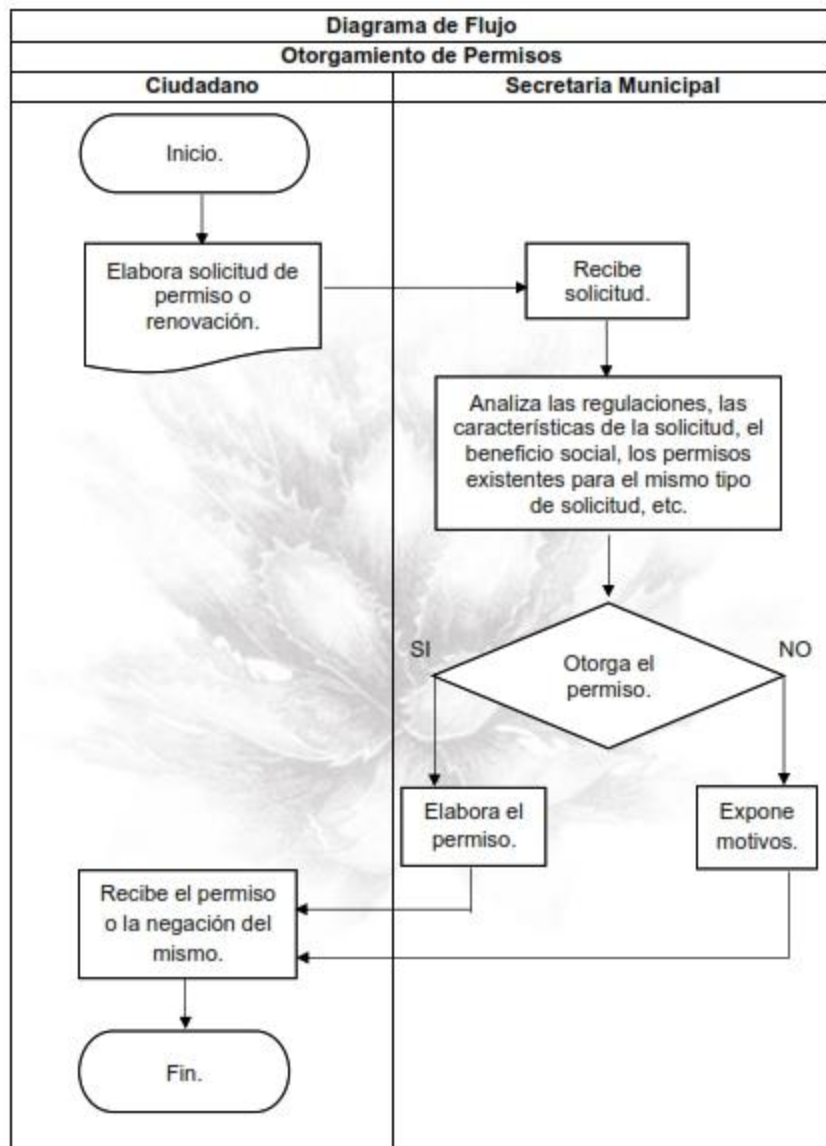 Diagrama de Flujo
Otorgamiento de Permisos
Ciudadano
Secretaria Municipal
Inicio.
Elabora solicitud de
permiso o
renovación.
Recibe
solicitud.
Analiza las regulaciones, las
características de la solicitud, el
beneficio social, los permisos
existentes para el mismo tipo
de solicitud, etc.
SI
Otorga el
permiso.
NO
Elabora el
permiso.
Expone
motivos.
Recibe el permiso
o la negación del
mismo.
Fin.